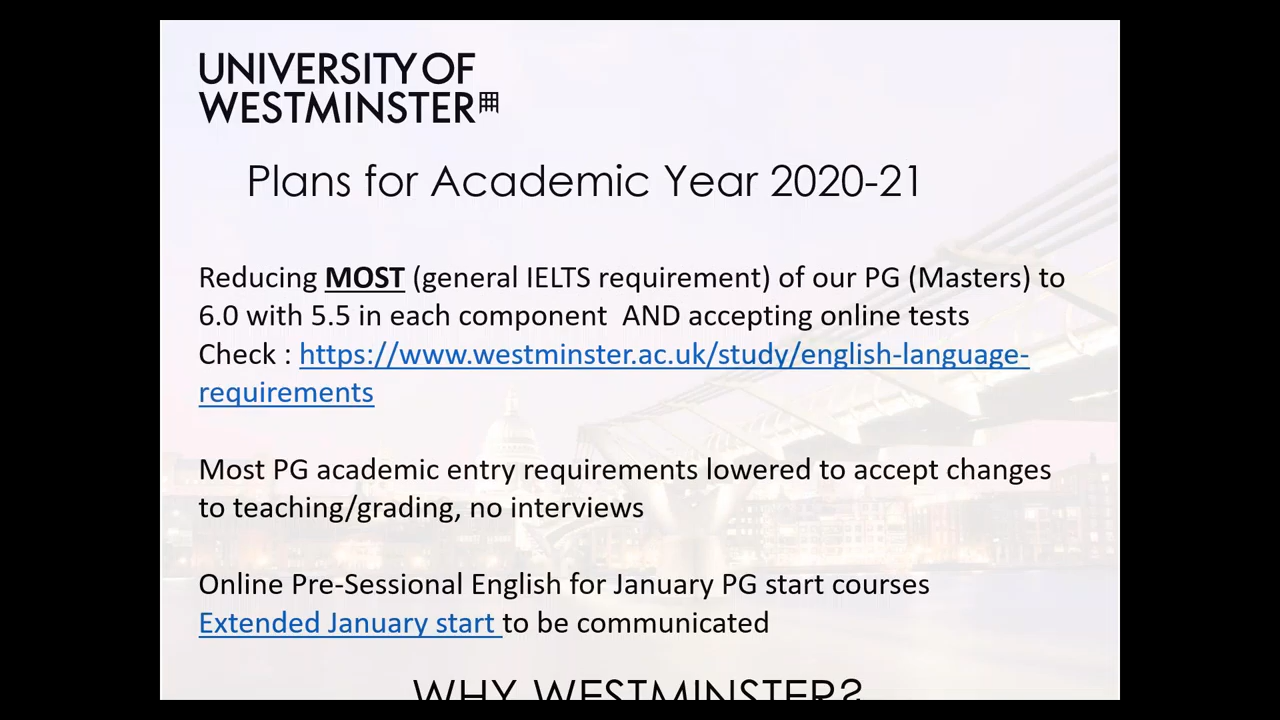 UNIVERSITY OF
WESTMINSTER
Plans for Academic Year 2020-21
Reducing MOST (general IELTS requirement) of our PG (Masters) to
6.0 with 5.5 in each component  AND accepting online tests
Check : https://www.westminster.ac.uk/study/english-language-
requirements
Most PG academic entry requirements lowered to accept changes
to teaching/grading, no interviews
Online Pre-Sessional English for January PG start courses
Extended January start to be communicated
WHY WESTMINSTER?